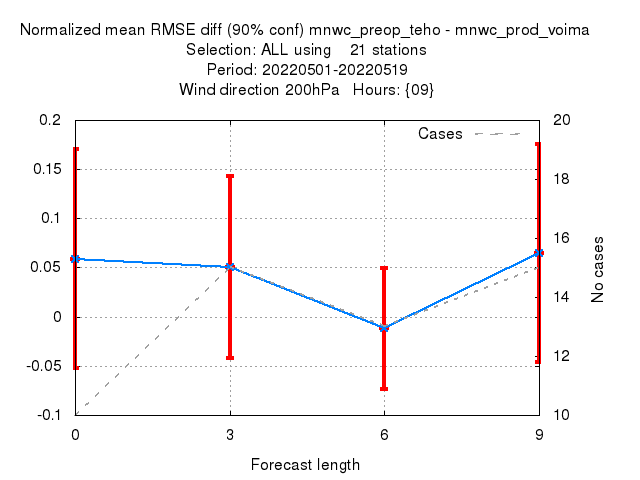 Normalized mean RMSE diff (90% conf) mnwc_preop_teho - mnwc_prod_voima
Selection: ALL using    21 stations
Period: 20220501-20220519
Wind direction 200hPa   Hours: {09}
Cases
0.2
0.15
0.1
0.05
0
-0.05
-0.1
20
18
16
14
12
10
No cases
0 3 6 9
Forecast length